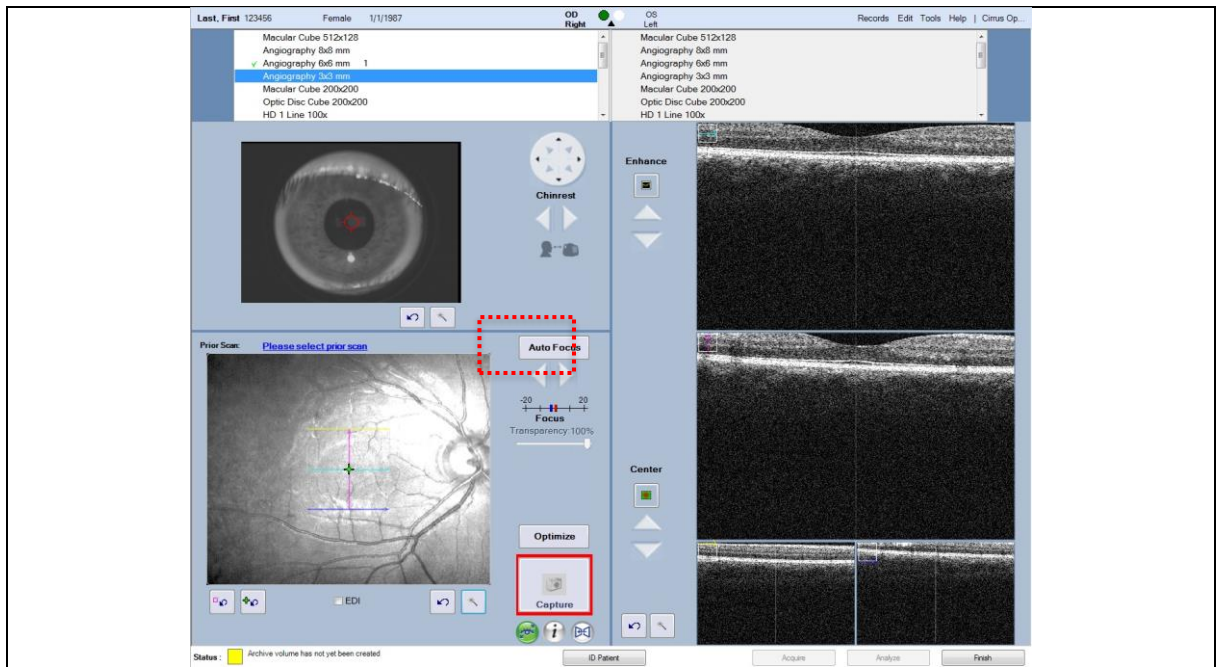 Last, First 123456 Female 1/1/1987 OD Right OS Left Records Edit Tools Help | Cirrus Op...
Macular Cube 512x128
Angiography 8x8 mm
Angiography 6x6 mm 1
Angiography 3x3 mm
Macular Cube 200x200
Optic Disc Cube 200x200
HD 1 Line 100x
Macular Cube 512x128
Angiography 8x8 mm
Angiography 6x6 mm
Angiography 3x3 mm
Macular Cube 200x200
Optic Disc Cube 200x200
HD 1 Line 100x
Chinrest
Enhance
Prior Scan: Please select prior scan
Auto Focus
-20 20
Focus
Transparency:100%
Center
Optimize
Capture
EDI
Status : Archive volume has not yet been created
ID Patient Acquire Analyze Finish